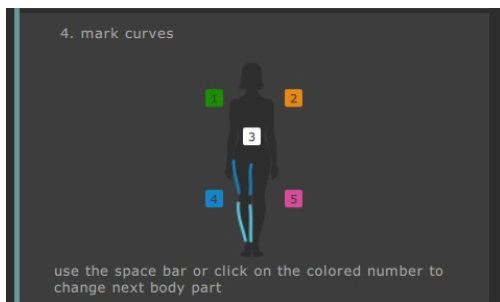 4. mark curves
1
2
3
4
5
use the space bar or click on the colored number to
change next body part